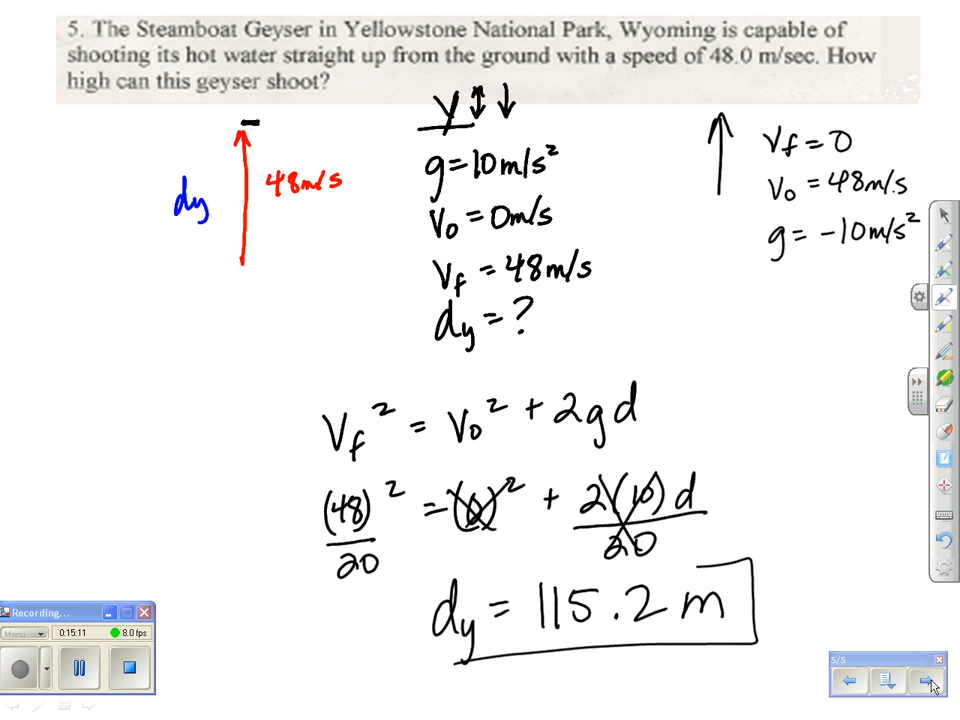 5. The Steamboat Geyser in Yellowstone National Park, Wyoming is capable of
shooting its hot water straight up from the ground with a speed of 48.0 m/sec. How
high can this geyser shoot?
y ↕ ↓
g = 10 m/s²
V₀ = 0 m/s
V_f = 48 m/s
dy = ?
dy
48 m/s
V_f = 0
V₀ = 48 m/s
g = -10 m/s²
V_f² = V₀² + 2gd
(48)² = (0)² + 2(10)d
20 20
dy = 115.2 m
Recording...
Menu...
0:15:11
8.0 fps
5/5